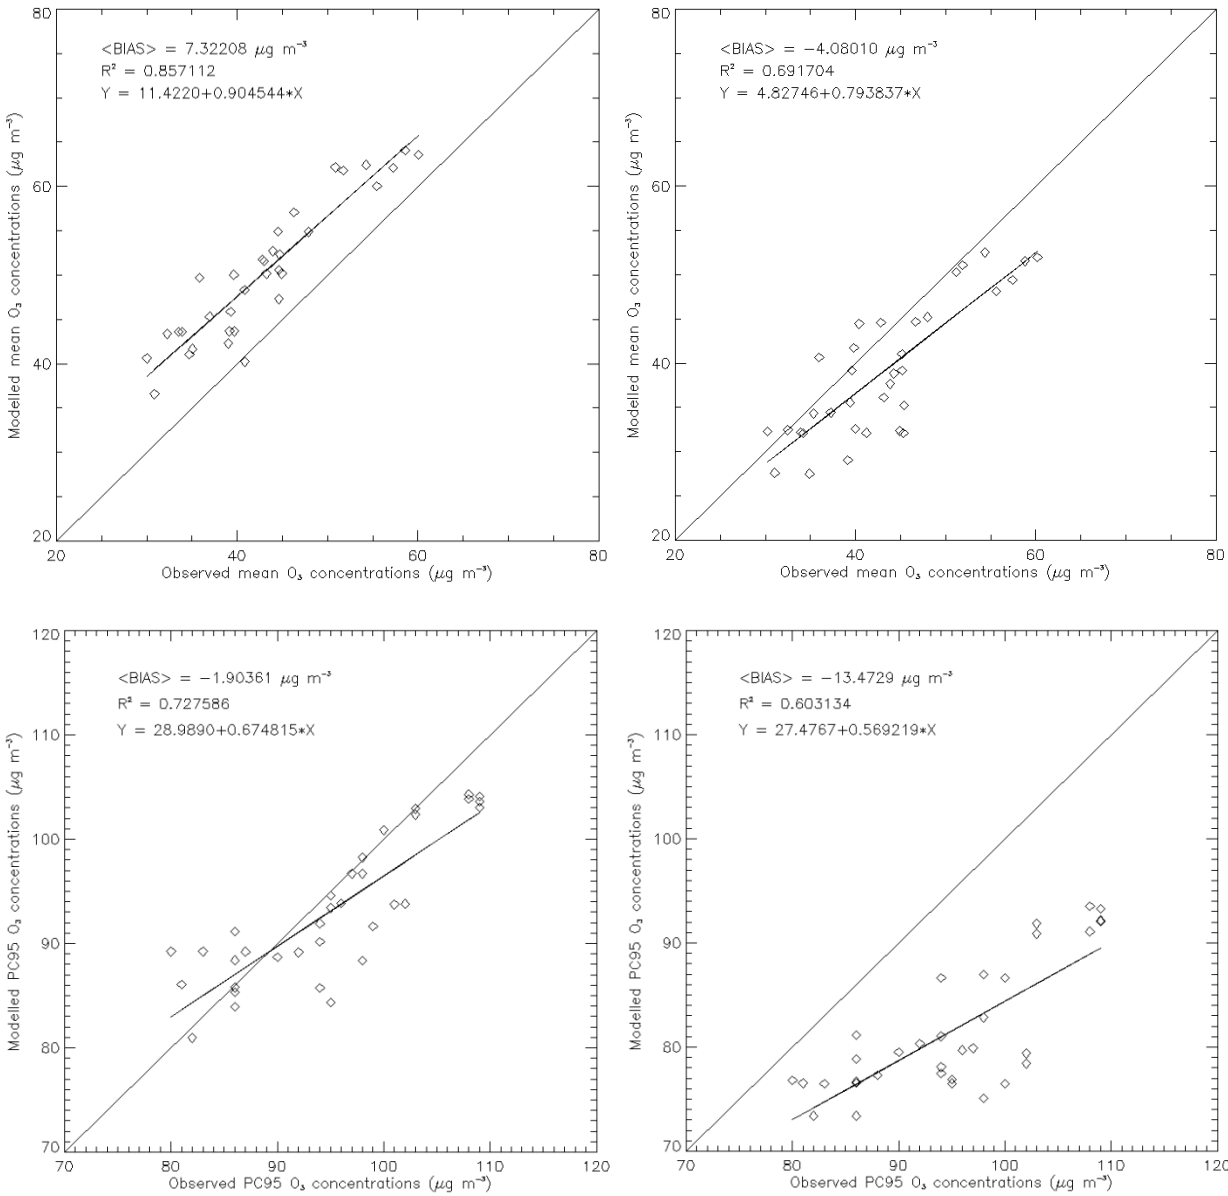 80
<BIAS> = 7.32208 μg m⁻³
R² = 0.857112
Y = 11.4220+0.904544*X
60
40
20
20 40 60 80
Modelled mean O₃ concentrations (μg m⁻³)
Observed mean O₃ concentrations (μg m⁻³)
80
<BIAS> = −4.08010 μg m⁻³
R² = 0.691704
Y = 4.82746+0.793837*X
60
40
20
20 40 60 80
Modelled mean O₃ concentrations (μg m⁻³)
Observed mean O₃ concentrations (μg m⁻³)
120
<BIAS> = −1.90361 μg m⁻³
R² = 0.727586
Y = 28.9890+0.674815*X
110
100
90
80
70
70 80 90 100 110 120
Modelled PC95 O₃ concentrations (μg m⁻³)
Observed PC95 O₃ concentrations (μg m⁻³)
120
<BIAS> = −13.4729 μg m⁻³
R² = 0.603134
Y = 27.4767+0.569219*X
110
100
90
80
70
70 80 90 100 110 120
Modelled PC95 O₃ concentrations (μg m⁻³)
Observed PC95 O₃ concentrations (μg m⁻³)